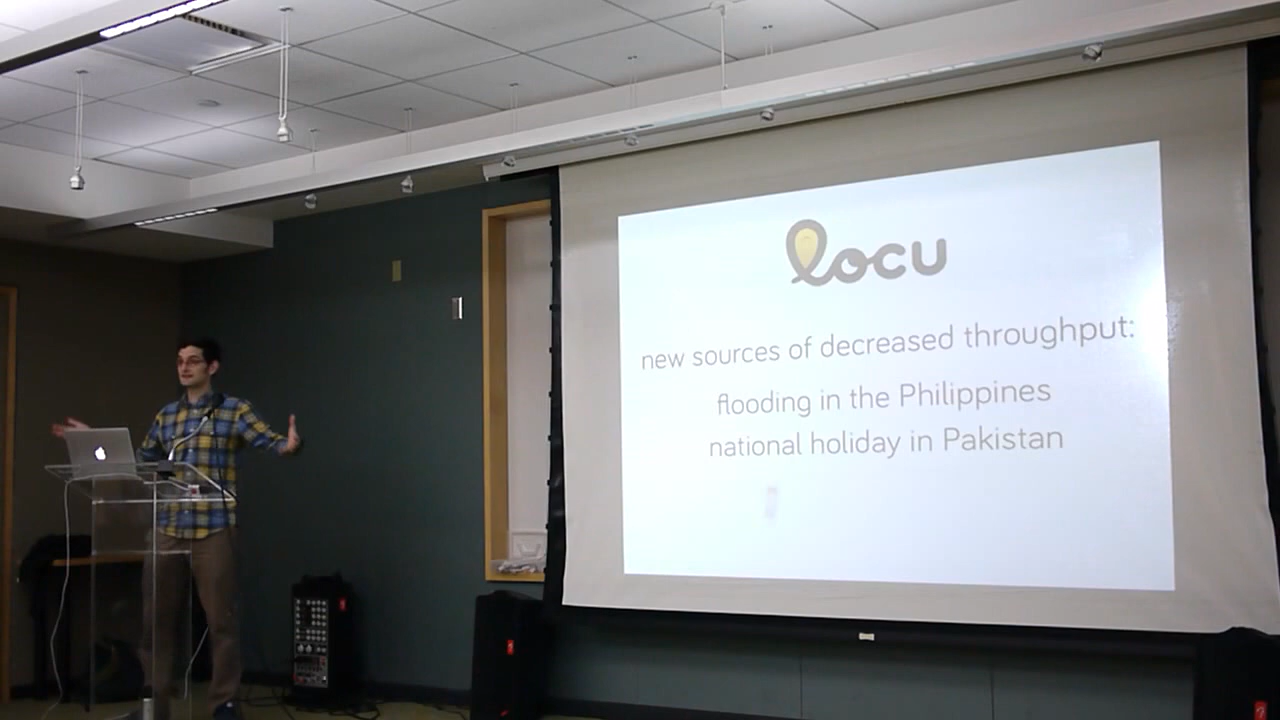 locu
new sources of decreased throughput:
flooding in the Philippines
national holiday in Pakistan